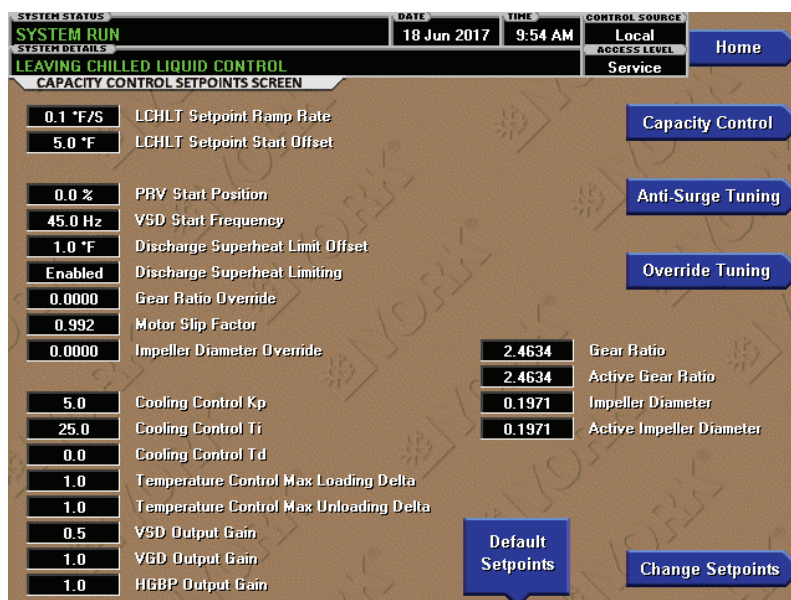 SYSTEM STATUS
SYSTEM RUN
DATE
18 Jun 2017
TIME
9:54 AM
CONTROL SOURCE
Local
SYSTEM DETAILS
LEAVING CHILLED LIQUID CONTROL
ACCESS LEVEL
Service
Home
CAPACITY CONTROL SETPOINTS SCREEN
0.1 °F/S LCHLT Setpoint Ramp Rate
5.0 °F LCHLT Setpoint Start Offset
Capacity Control
0.0 % PRV Start Position
Anti-Surge Tuning
45.0 Hz VSD Start Frequency
1.0 °F Discharge Superheat Limit Offset
Enabled Discharge Superheat Limiting
Override Tuning
0.0000 Gear Ratio Override
0.992 Motor Slip Factor
0.0000 Impeller Diameter Override
2.4634 Gear Ratio
2.4634 Active Gear Ratio
0.1971 Impeller Diameter
0.1971 Active Impeller Diameter
5.0 Cooling Control Kp
25.0 Cooling Control Ti
0.0 Cooling Control Td
1.0 Temperature Control Max Loading Delta
1.0 Temperature Control Max Unloading Delta
0.5 VSD Output Gain
1.0 VGD Output Gain
1.0 HGBP Output Gain
Default
Setpoints
Change Setpoints
YORK